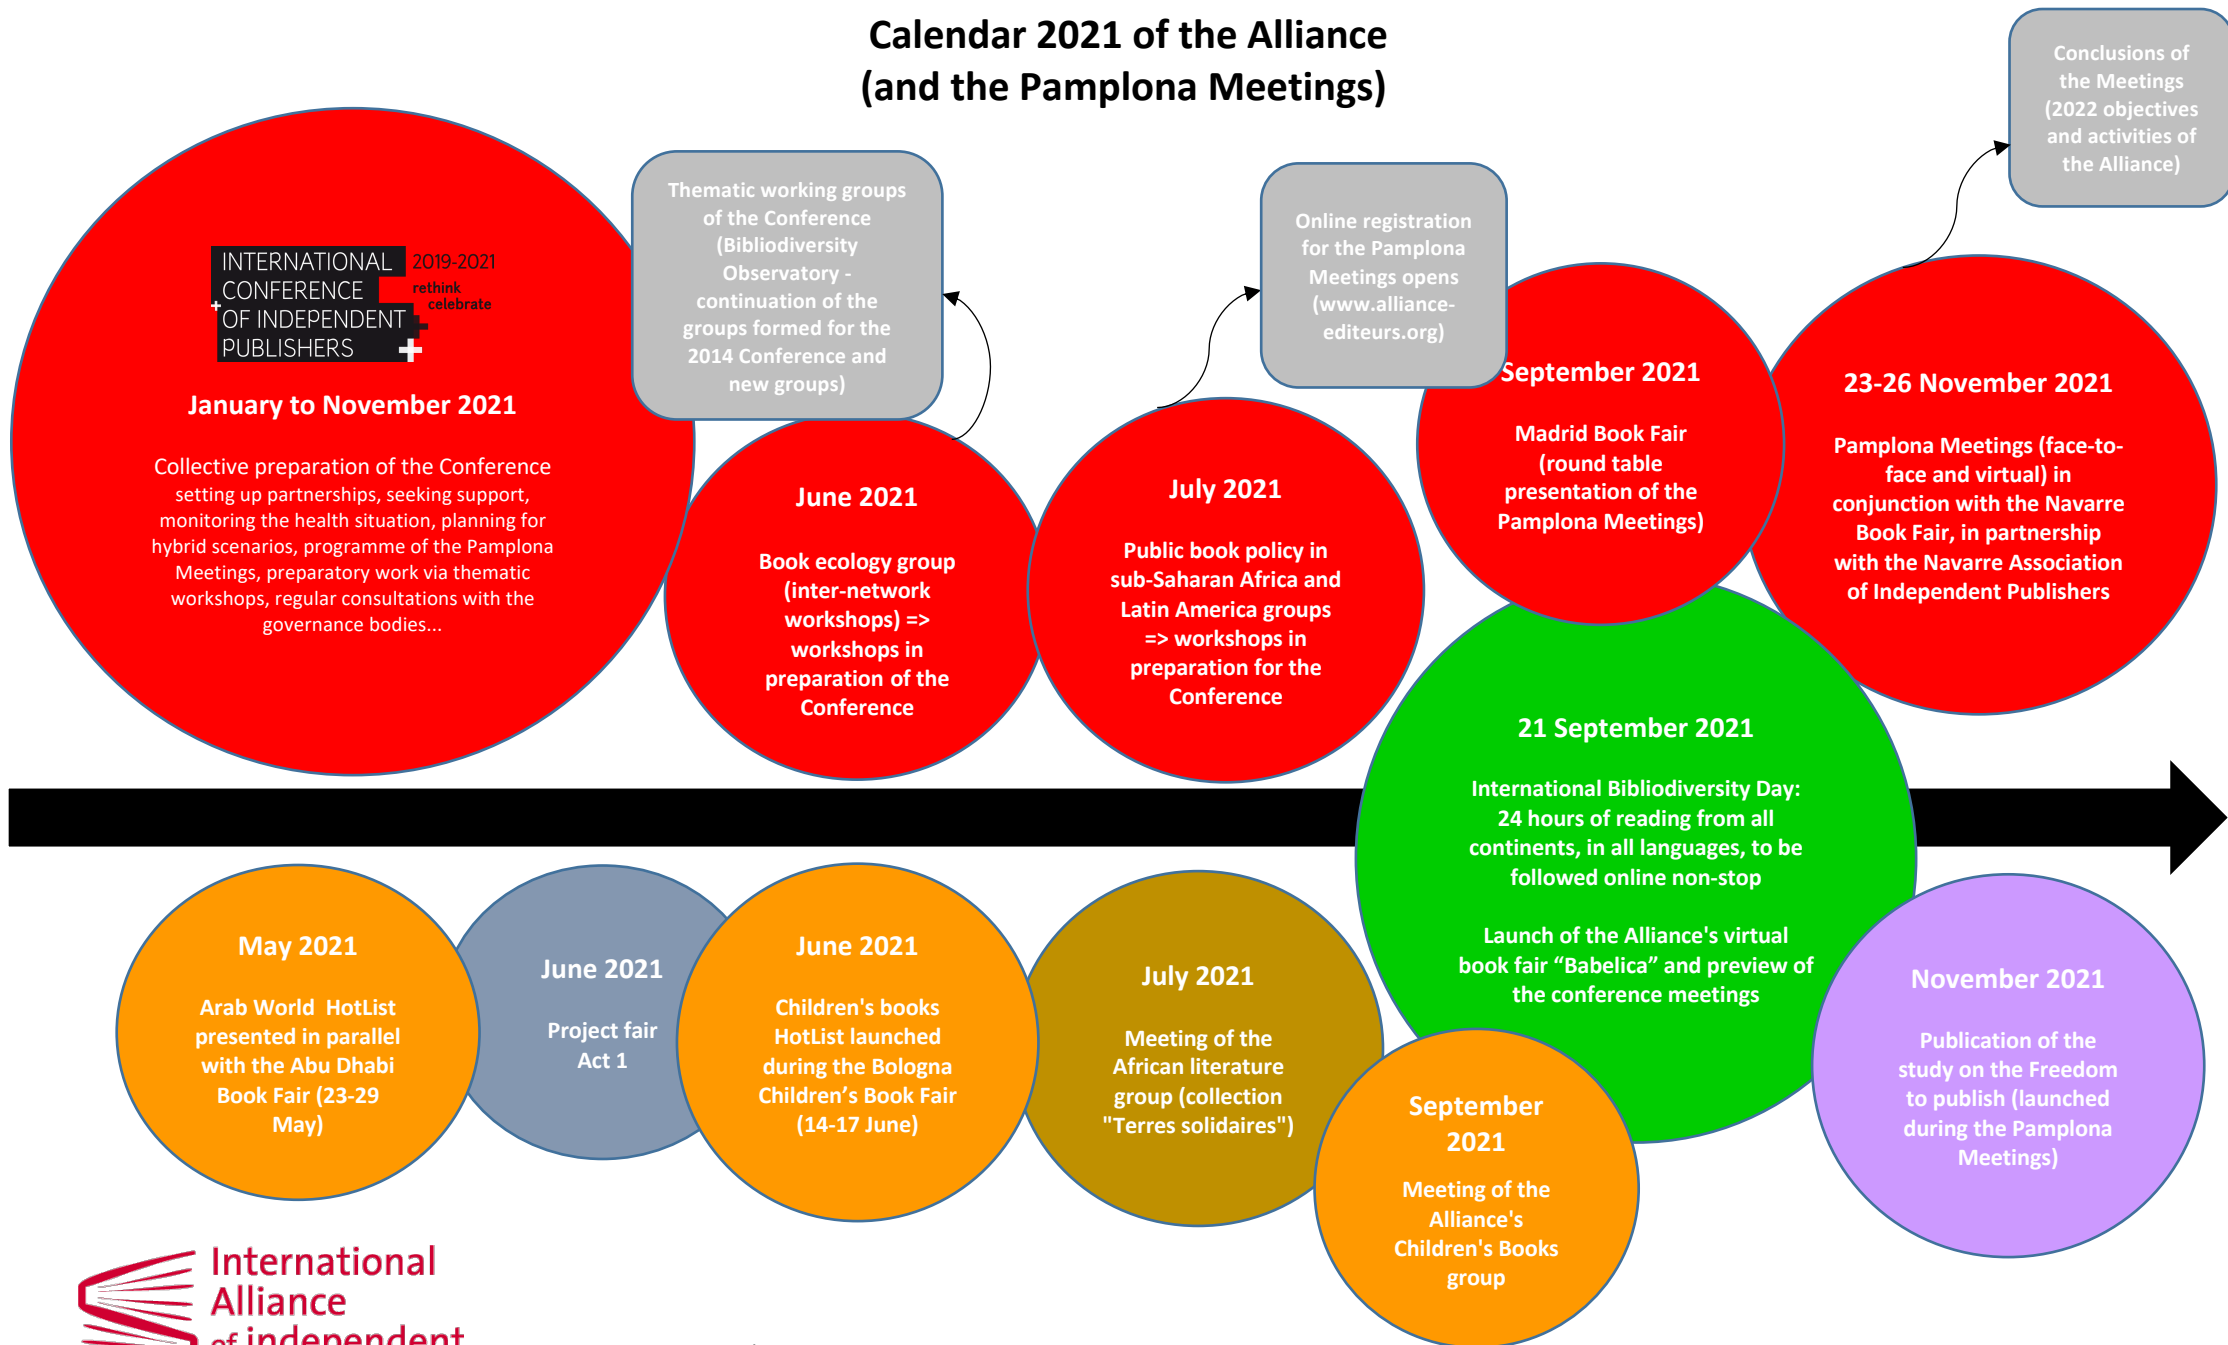 Calendar 2021 of the Alliance
(and the Pamplona Meetings)
Conclusions of
the Meetings
(2022 objectives
and activities of
the Alliance)
INTERNATIONAL
CONFERENCE
OF INDEPENDENT
PUBLISHERS
2019-2021
rethink
celebrate
January to November 2021
Collective preparation of the Conference
setting up partnerships, seeking support,
monitoring the health situation, planning for
hybrid scenarios, programme of the Pamplona
Meetings, preparatory work via thematic
workshops, regular consultations with the
governance bodies...
Thematic working groups
of the Conference
(Bibliodiversity
Observatory -
continuation of the
groups formed for the
2014 Conference and
new groups)
June 2021
Book ecology group
(inter-network
workshops) =>
workshops in
preparation of the
Conference
Online registration
for the Pamplona
Meetings opens
(www.alliance-
editeurs.org)
July 2021
Public book policy in
sub-Saharan Africa and
Latin America groups
=> workshops in
preparation for the
Conference
September 2021
Madrid Book Fair
(round table
presentation of the
Pamplona Meetings)
23-26 November 2021
Pamplona Meetings (face-to-
face and virtual) in
conjunction with the Navarre
Book Fair, in partnership
with the Navarre Association
of Independent Publishers
21 September 2021
International Bibliodiversity Day:
24 hours of reading from all
continents, in all languages, to be
followed online non-stop
Launch of the Alliance's virtual
book fair “Babelica” and preview of
the conference meetings
May 2021
Arab World  HotList
presented in parallel
with the Abu Dhabi
Book Fair (23-29
May)
June 2021
Project fair
Act 1
June 2021
Children's books
HotList launched
during the Bologna
Children’s Book Fair
(14-17 June)
July 2021
Meeting of the
African literature
group (collection
"Terres solidaires")
September
2021
Meeting of the
Alliance's
Children's Books
group
November 2021
Publication of the
study on the Freedom
to publish (launched
during the Pamplona
Meetings)
International
Alliance
of independent